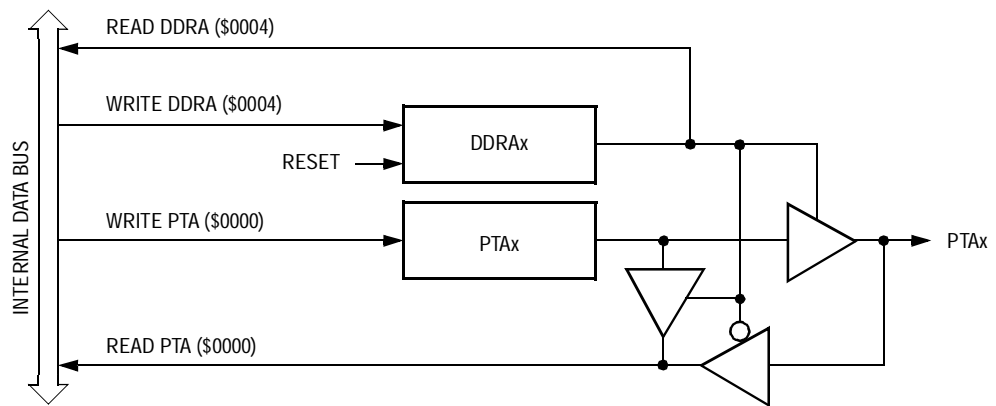 READ DDRA ($0004)
WRITE DDRA ($0004)
DDRAx
RESET
INTERNAL DATA BUS
WRITE PTA ($0000)
PTAx
PTAx
READ PTA ($0000)